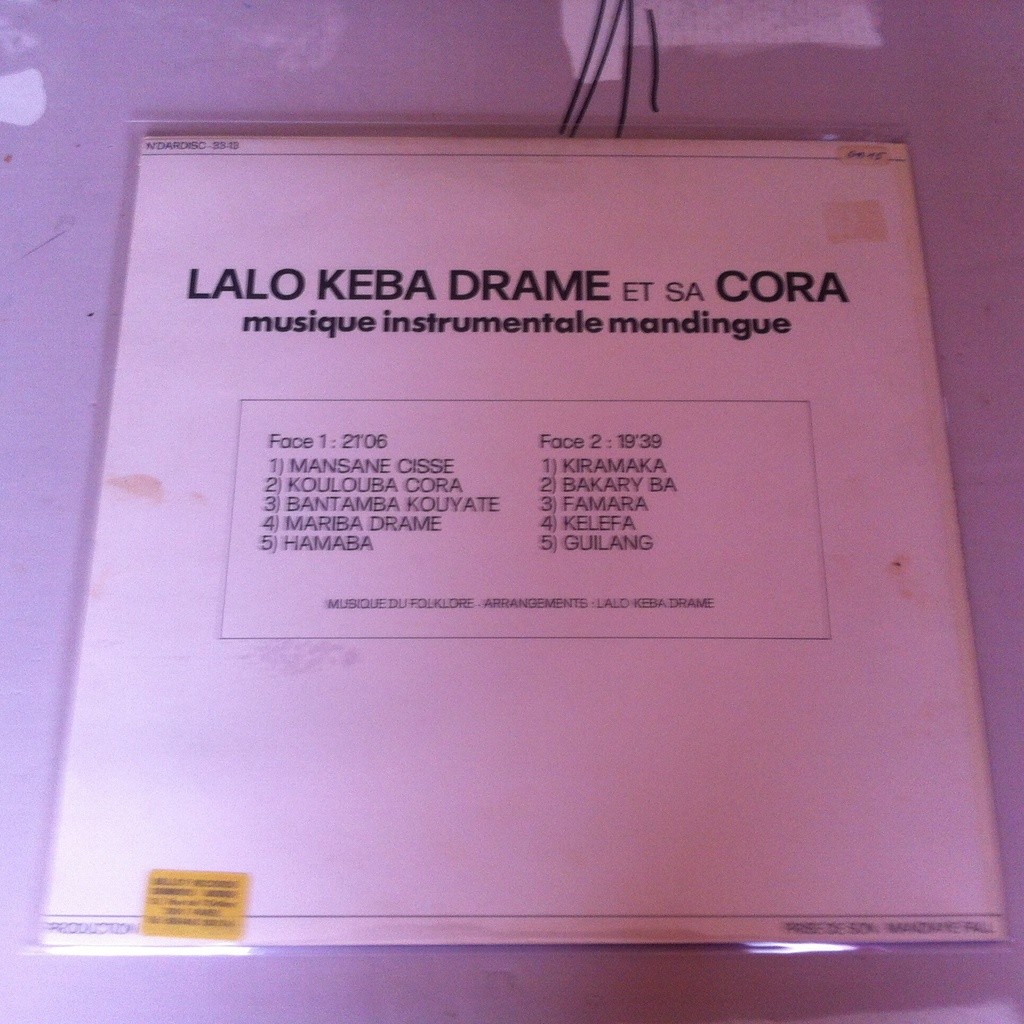 N'DARDISC - 33-13
LALO KEBA DRAME ET SA CORA
musique instrumentale mandingue
Face 1 : 21'06
1) MANSANE CISSE
2) KOULOUBA CORA
3) BANTAMBA KOUYATE
4) MARIBA DRAME
5) HAMABA
Face 2 : 19'39
1) KIRAMAKA
2) BAKARY BA
3) FAMARA
4) KELEFA
5) GUILANG
MUSIQUE DU FOLKLORE - ARRANGEMENTS : LALO KEBA DRAME
PRODUCTION
PRISE DE SON : FALL